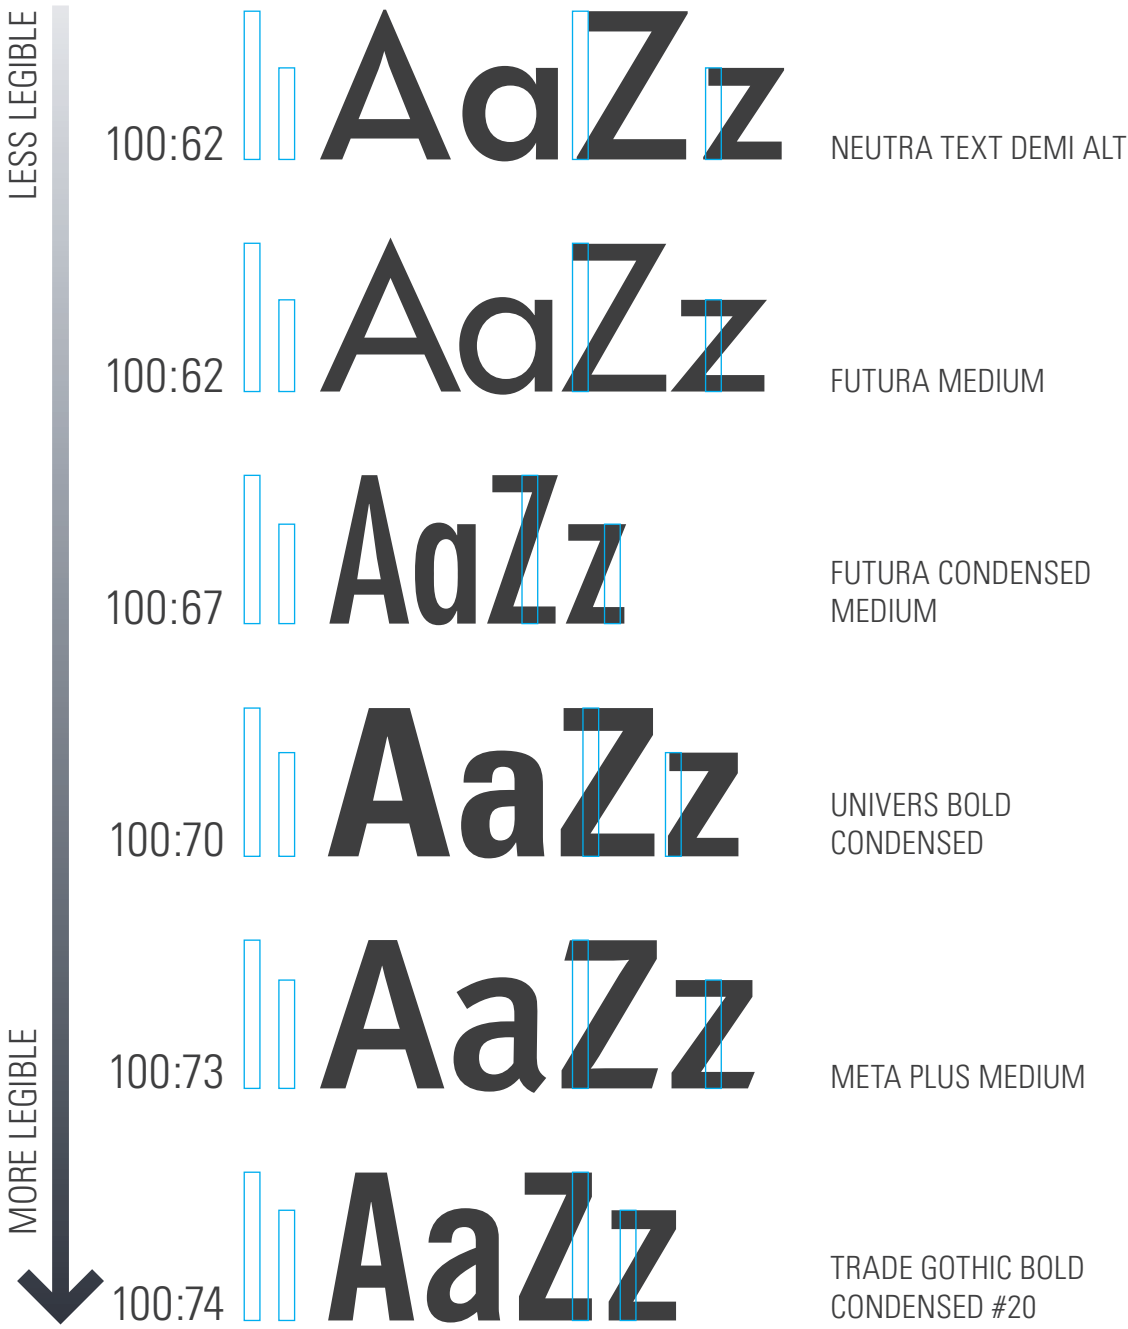 LESS LEGIBLE
100:62 AaZz NEUTRA TEXT DEMI ALT
100:62 AaZz FUTURA MEDIUM
100:67 AaZz FUTURA CONDENSED
MEDIUM
100:70 AaZz UNIVERS BOLD
CONDENSED
100:73 AaZz META PLUS MEDIUM
MORE LEGIBLE
100:74 AaZz TRADE GOTHIC BOLD
CONDENSED #20